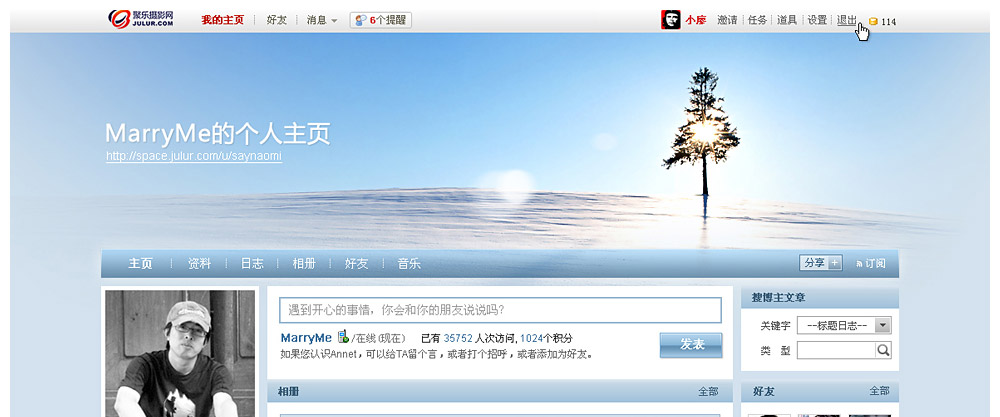 聚乐摄影网
JULUR.COM
我的主页 好友 消息 6个提醒 小廖 邀请 任务 道具 设置 退出 114
MarryMe的个人主页
http://space.julur.com/u/saynaomi
主页 资料 日志 相册 好友 音乐 分享 + 订阅
遇到开心的事情，你会和你的朋友说说吗?
MarryMe /在线(现在) 已有 35752 人次访问, 1024个积分
如果您认识Annet，可以给TA留个言，或者打个招呼，或者添加为好友。
发表
搜博主文章
关键字 --标题日志--
类 型
相册 全部
好友 全部